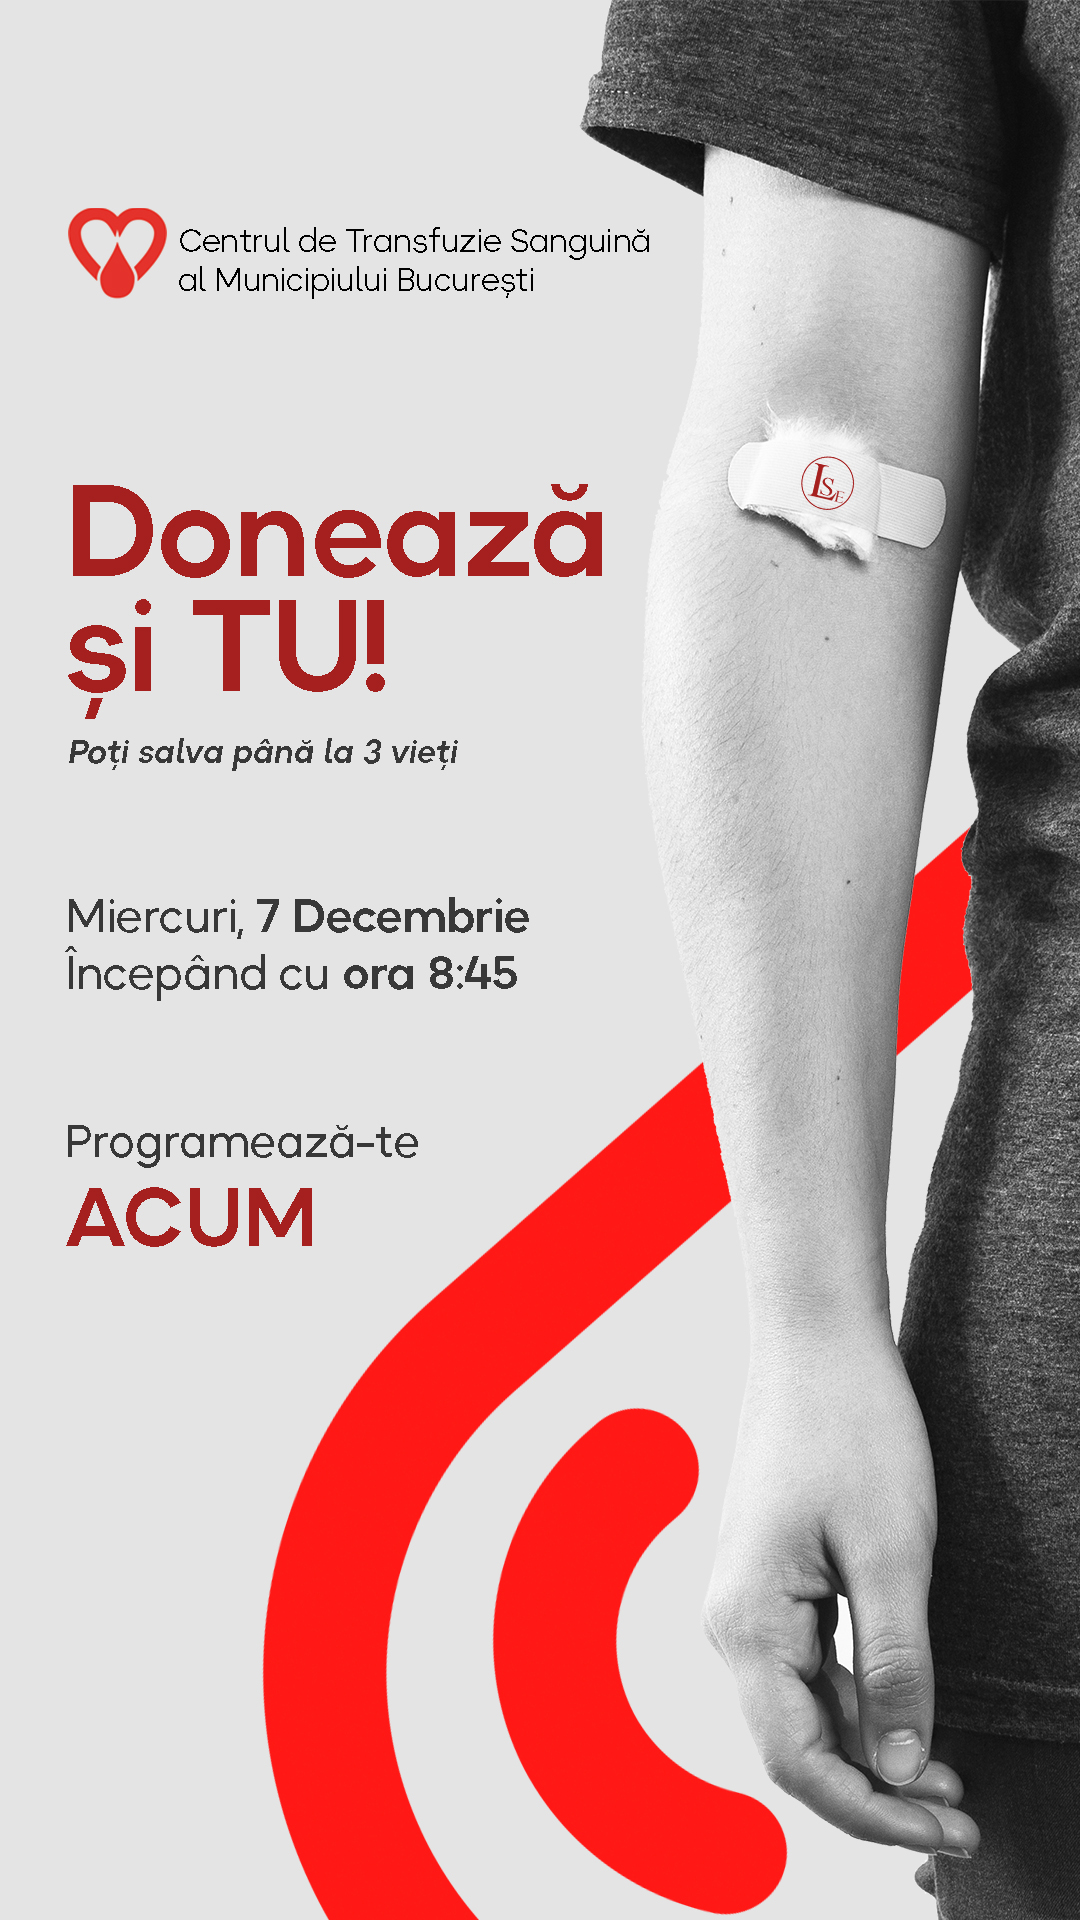 Centrul de Transfuzie Sanguină
al Municipiului București
LSE
Donează
și TU!
Poți salva până la 3 vieți
Miercuri, 7 Decembrie
Începând cu ora 8:45
Programează-te
ACUM